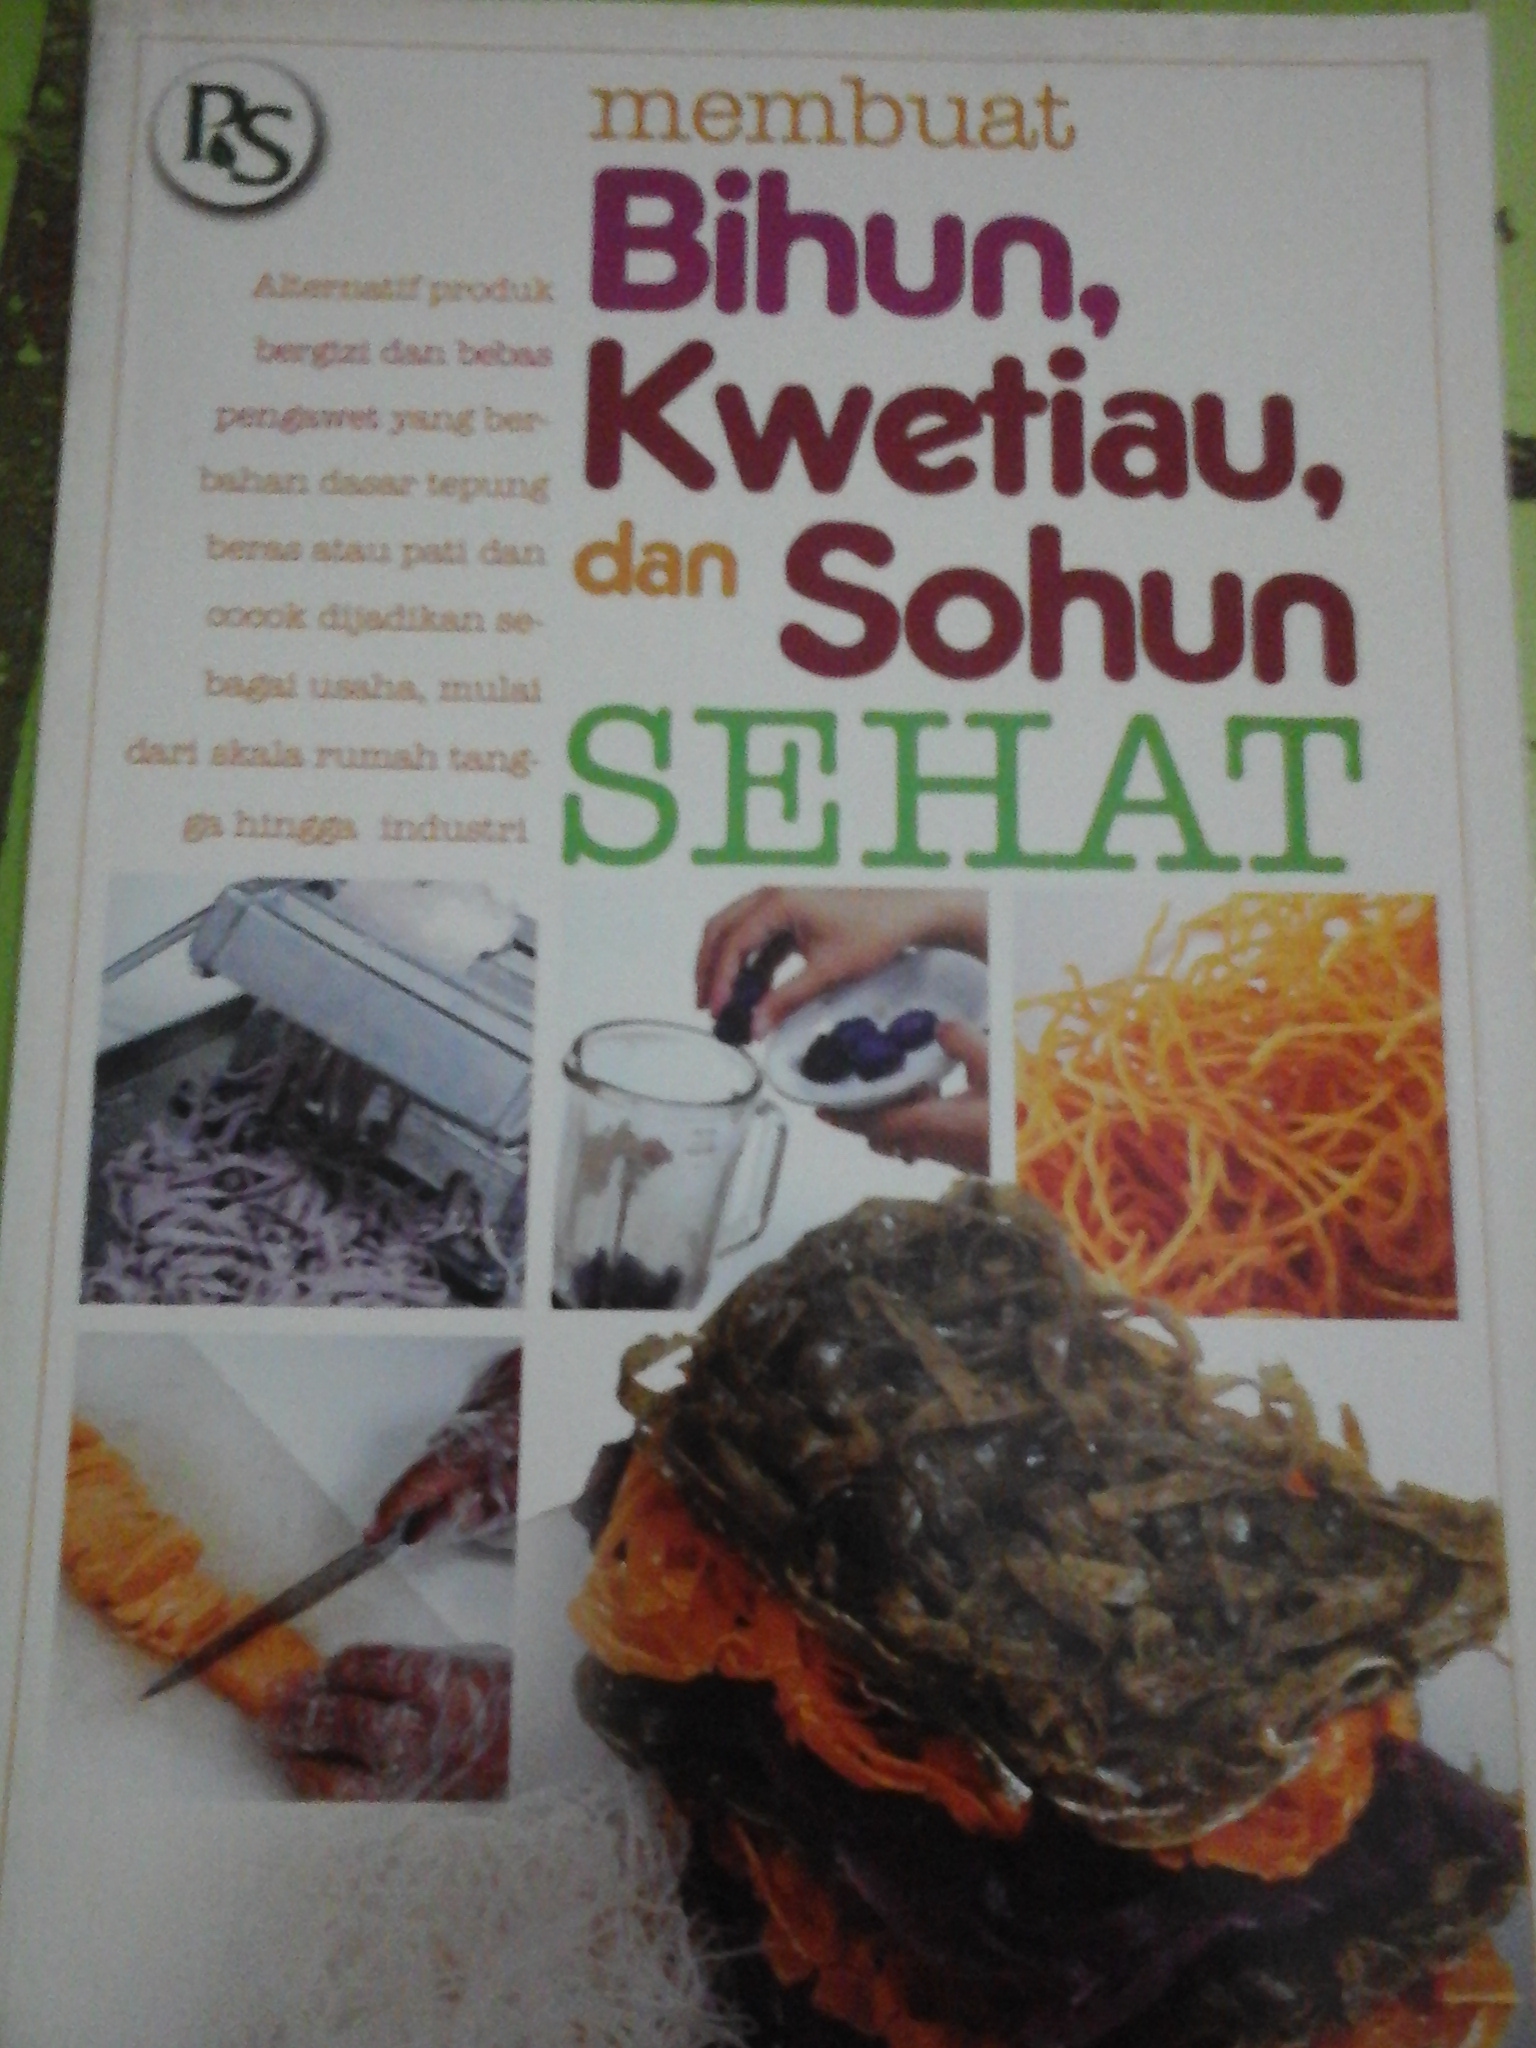 PS
membuat
Bihun,
Kwetiau,
dan Sohun
SEHAT
Alternatif produk
bergizi dan bebas
pengawet yang ber-
bahan dasar tepung
beras atau pati dan
cocok dijadikan se-
bagai usaha, mulai
dari skala rumah tang-
ga hingga industri